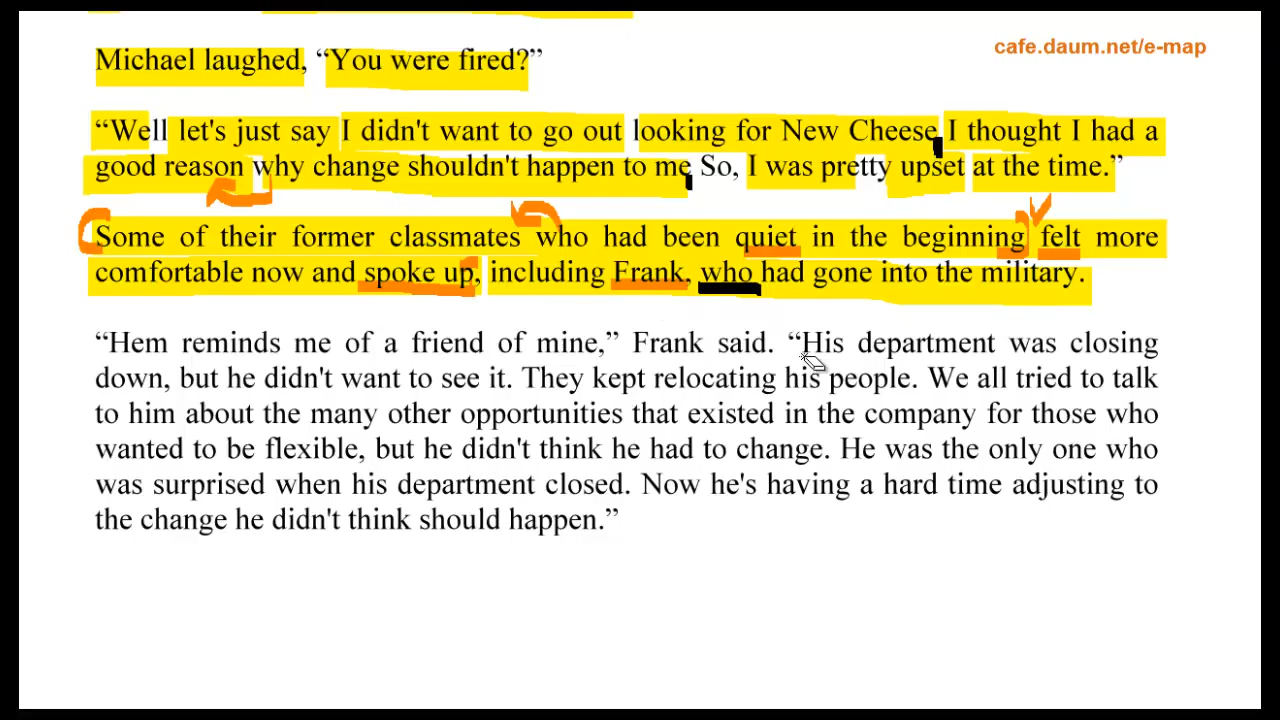 cafe.daum.net/e-map
Michael laughed, “You were fired?”
“Well let's just say I didn't want to go out looking for New Cheese I thought I had a
good reason why change shouldn't happen to me So, I was pretty upset at the time.”
Some of their former classmates who had been quiet in the beginning felt more
comfortable now and spoke up, including Frank, who had gone into the military.
“Hem reminds me of a friend of mine,” Frank said. “His department was closing
down, but he didn't want to see it. They kept relocating his people. We all tried to talk
to him about the many other opportunities that existed in the company for those who
wanted to be flexible, but he didn't think he had to change. He was the only one who
was surprised when his department closed. Now he's having a hard time adjusting to
the change he didn't think should happen.”